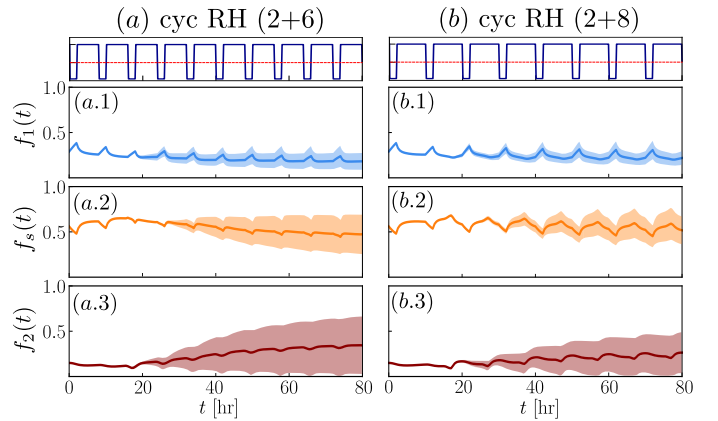 (a) cyc RH (2+6)
(b) cyc RH (2+8)
1.0
0.5
f₁(t)
(a.1)
(b.1)
1.0
0.5
fₛ(t)
(a.2)
(b.2)
1.0
0.5
f₂(t)
(a.3)
(b.3)
0 20 40 60 80
0 20 40 60 80
t [hr]
t [hr]